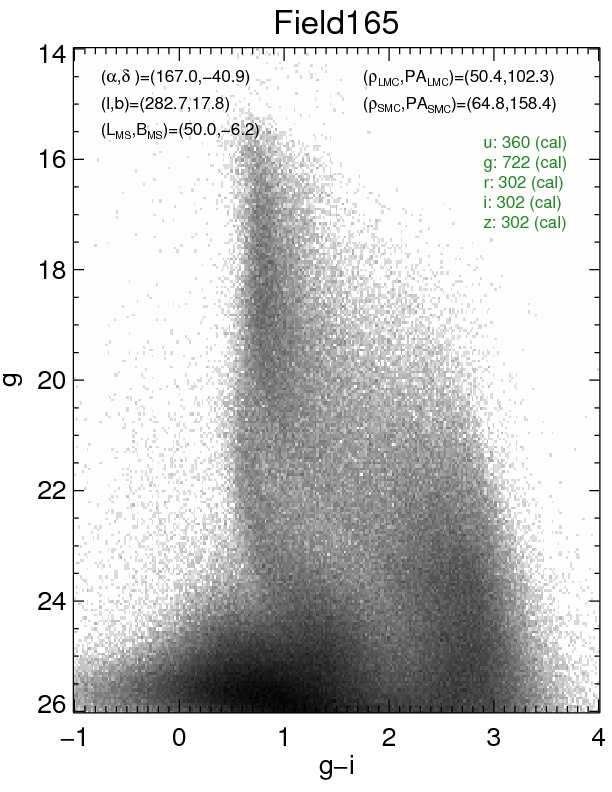 Field165
(α,δ )=(167.0,−40.9)
(ρLMC,PALMC)=(50.4,102.3)
(l,b)=(282.7,17.8)
(ρSMC,PASMC)=(64.8,158.4)
(LMS,BMS)=(50.0,−6.2)
u: 360 (cal)
g: 722 (cal)
r: 302 (cal)
i: 302 (cal)
z: 302 (cal)
14
16
18
20
22
24
26
g
−1 0 1 2 3 4
g−i